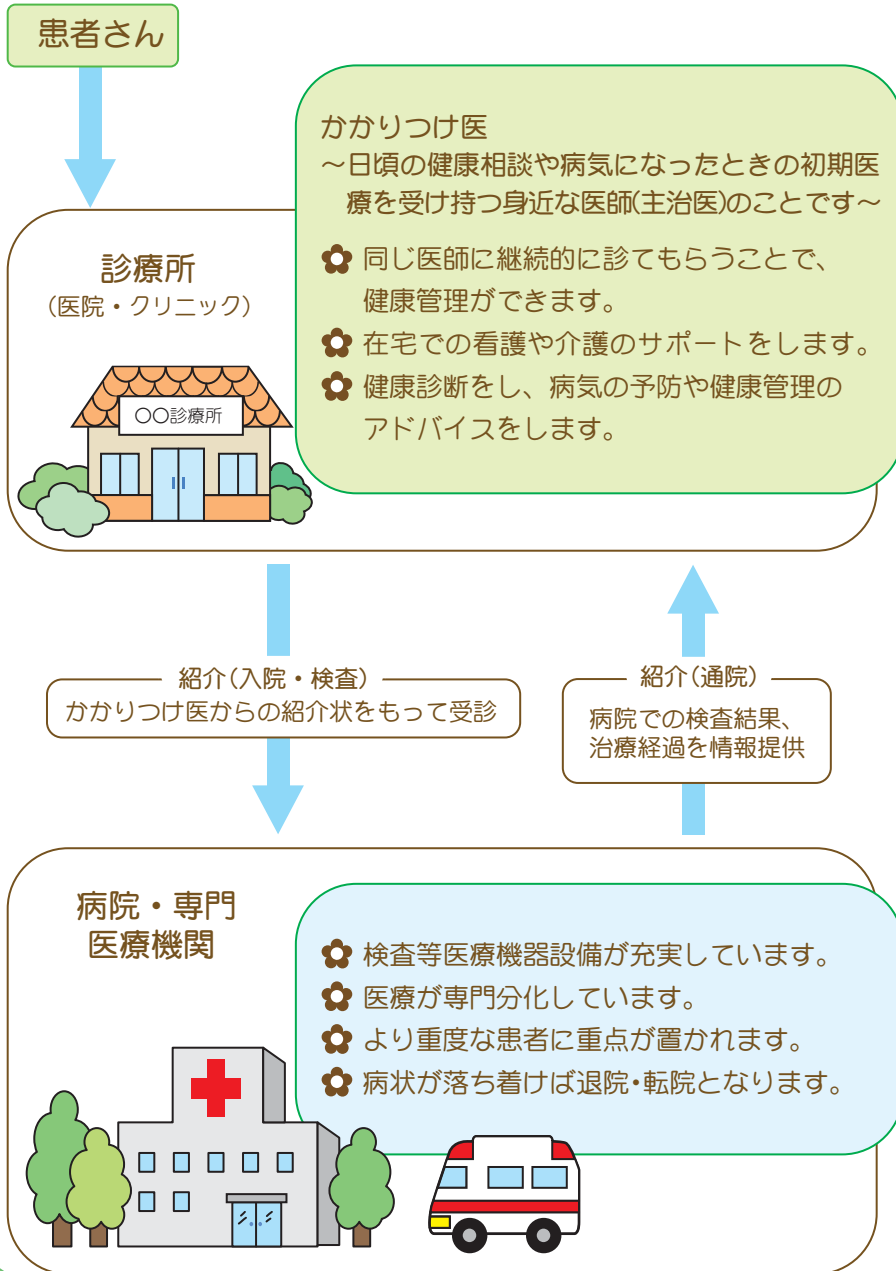 患者さん
かかりつけ医
～日頃の健康相談や病気になったときの初期医
療を受け持つ身近な医師(主治医)のことです～
同じ医師に継続的に診てもらうことで、
健康管理ができます。
在宅での看護や介護のサポートをします。
健康診断をし、病気の予防や健康管理の
アドバイスをします。
診療所
（医院・クリニック）
〇〇診療所
紹介（入院・検査）
かかりつけ医からの紹介状をもって受診
紹介（通院）
病院での検査結果、
治療経過を情報提供
病院・専門
医療機関
検査等医療機器設備が充実しています。
医療が専門分化しています。
より重度な患者に重点が置かれます。
病状が落ち着けば退院・転院となります。